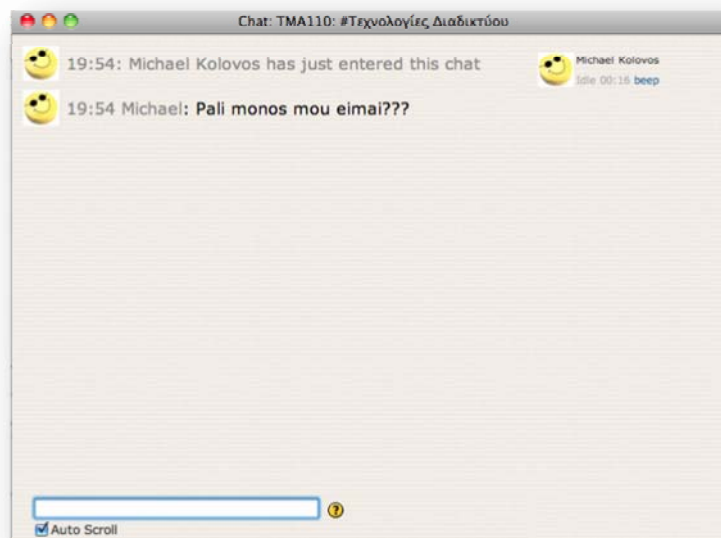 Chat: TMA110: #Τεχνολογίες Διαδικτύου
19:54: Michael Kolovos has just entered this chat
19:54 Michael: Pali monos mou eimai???
Michael Kolovos
Idle 00:16 beep
?
Auto Scroll